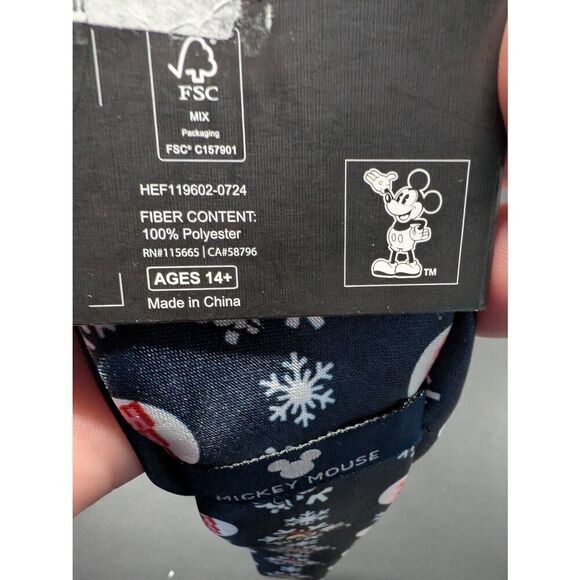 FSC
MIX
Packaging
FSC® C157901
HEF119602-0724
FIBER CONTENT:
100% Polyester
RN#115665 | CA#58796
AGES 14+
Made in China
TM
MICKEY MOUSE